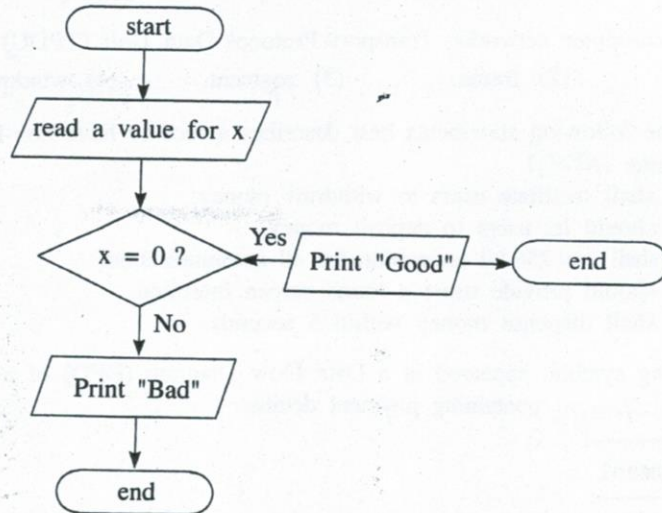 start
read a value for x
x = 0 ?
Yes
Print "Good"
end
No
Print "Bad"
end